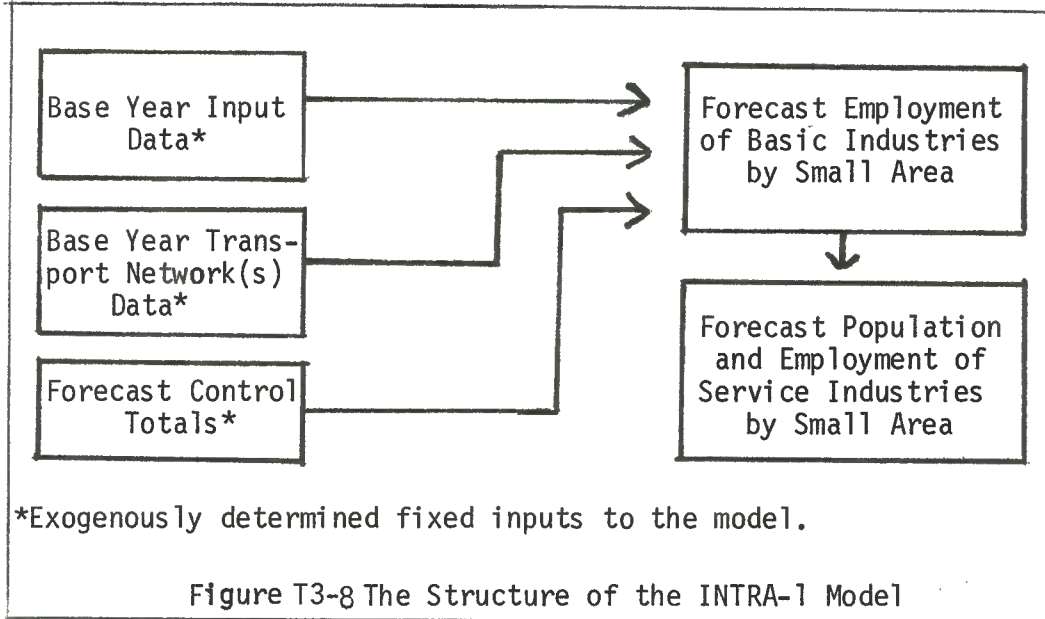 Base Year Input
Data*
Base Year Trans-
port Network(s)
Data*
Forecast Control
Totals*
Forecast Employment
of Basic Industries
by Small Area
Forecast Population
and Employment of
Service Industries
by Small Area
*Exogenously determined fixed inputs to the model.
Figure T3-8 The Structure of the INTRA-1 Model